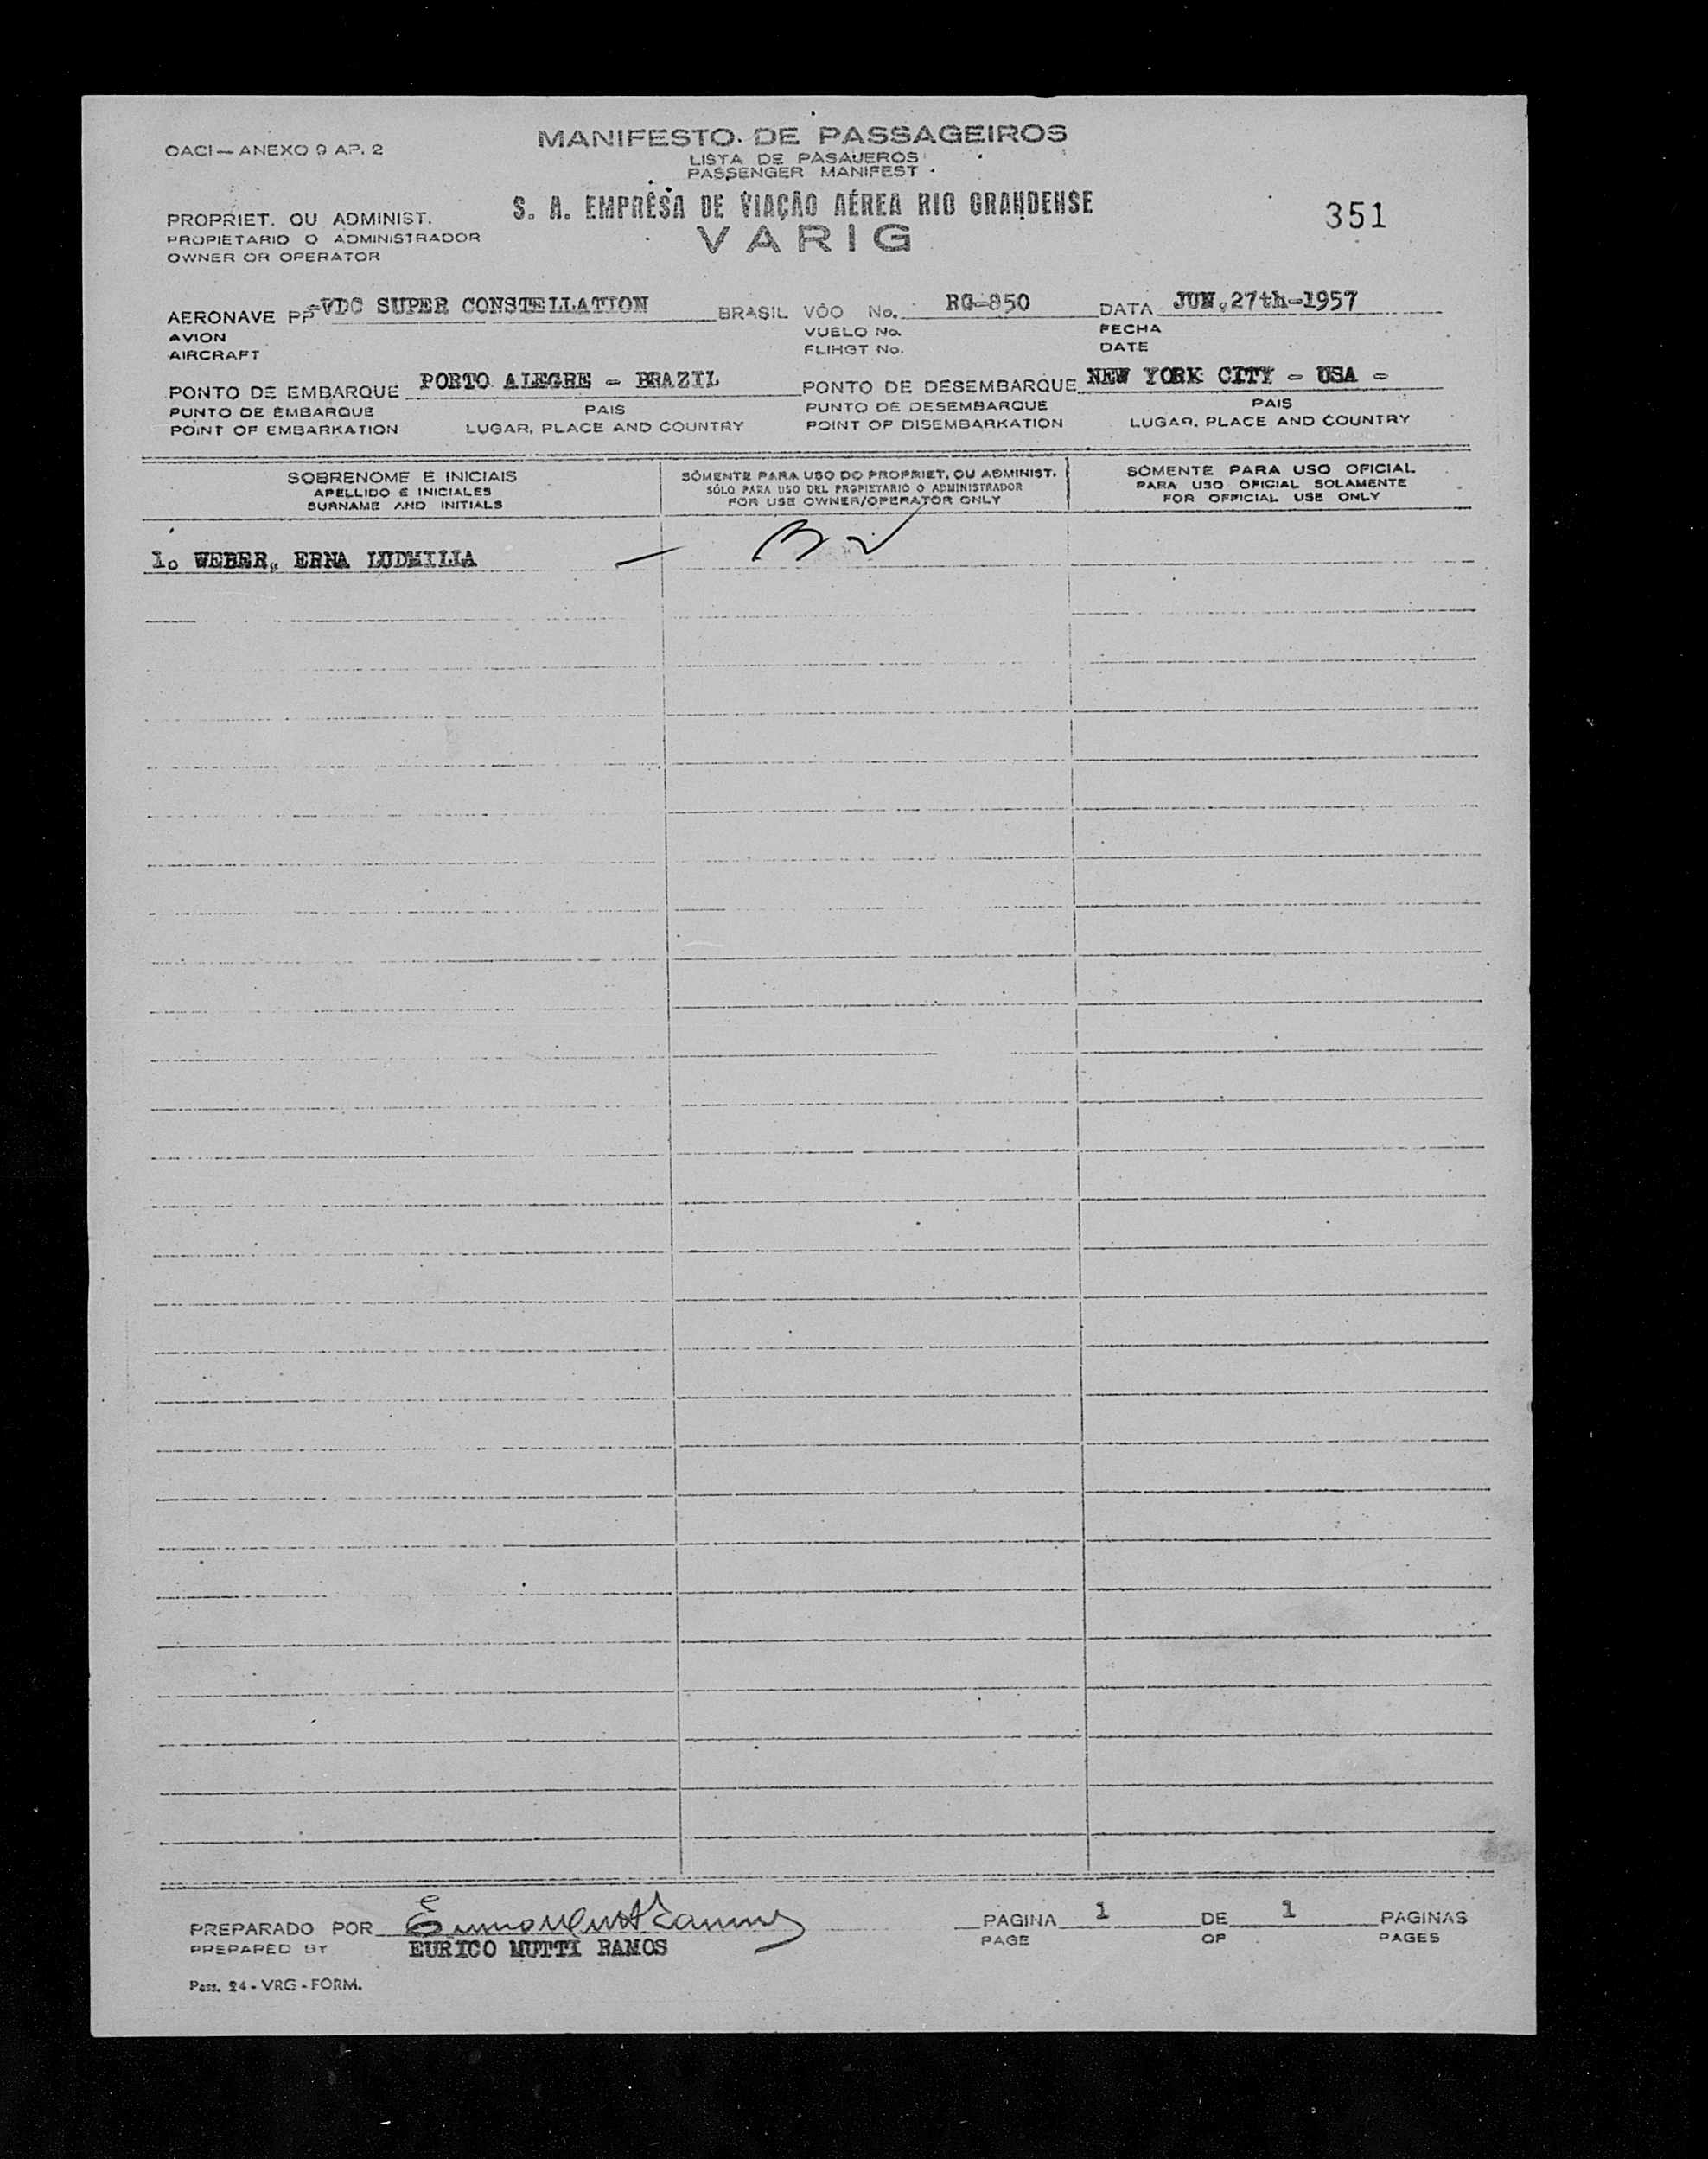 OACI — ANEXO 9 AP. 2
MANIFESTO DE PASSAGEIROS
LISTA DE PASAJEROS
PASSENGER MANIFEST
PROPRIET. OU ADMINIST.
PROPIETARIO O ADMINISTRADOR
OWNER OR OPERATOR
S. A. EMPRÊSA DE VIAÇÃO AÉREA RIO GRANDENSE
VARIG
351
AERONAVE PP-VDC SUPER CONSTELLATION BRASIL VÔO No. RG-850 DATA JUN.27th-1957
AVION VUELO No. FECHA
AIRCRAFT FLIHGT No. DATE
PONTO DE EMBARQUE PORTO ALEGRE - BRAZIL PONTO DE DESEMBARQUE NEW YORK CITY - USA -
PUNTO DE EMBARQUE PAIS PUNTO DE DESEMBARQUE PAIS
POINT OF EMBARKATION LUGAR, PLACE AND COUNTRY POINT OF DISEMBARKATION LUGAR, PLACE AND COUNTRY
SOBRENOME E INICIAIS
APELLIDO E INICIALES
SURNAME AND INITIALS
SÓMENTE PARA USO DO PROPRIET. OU ADMINIST.
SÓLO PARA USO DEL PROPIETARIO O ADMINISTRADOR
FOR USE OWNER/OPERATOR ONLY
SÓMENTE PARA USO OFICIAL
PARA USO OFICIAL SOLAMENTE
FOR OFFICIAL USE ONLY
1. WEBER, ERNA LUDMILIA
PREPARADO POR
PREPARED BY EURICO MUTTI RAMOS
PAGINA 1 DE 1 PAGINAS
PAGE OF PAGES
Pass. 24 - VRG - FORM.